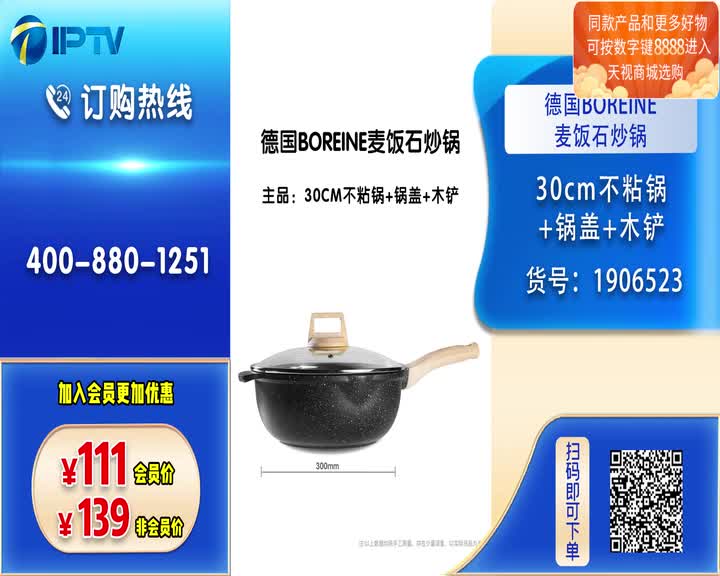 IPTV
24
订购热线
400-880-1251
加入会员更加优惠
¥111 会员价
¥139 非会员价
德国BOREINE麦饭石炒锅
主品：30CM不粘锅+锅盖+木铲
300mm
同款产品和更多好物
可按数字键8888进入
天视商城选购
德国BOREINE
麦饭石炒锅
30cm不粘锅
+锅盖+木铲
货号：1906523
扫码即可下单